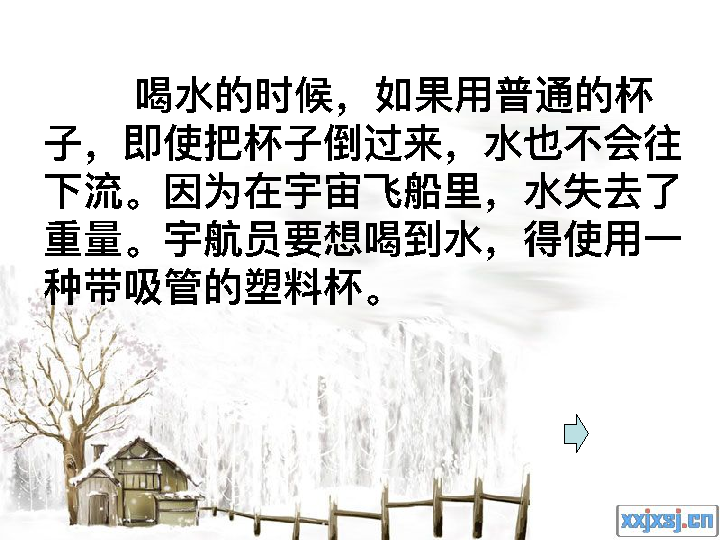 喝水的时候，如果用普通的杯
子，即使把杯子倒过来，水也不会往
下流。因为在宇宙飞船里，水失去了
重量。宇航员要想喝到水，得使用一
种带吸管的塑料杯。
xxjxsj.cn